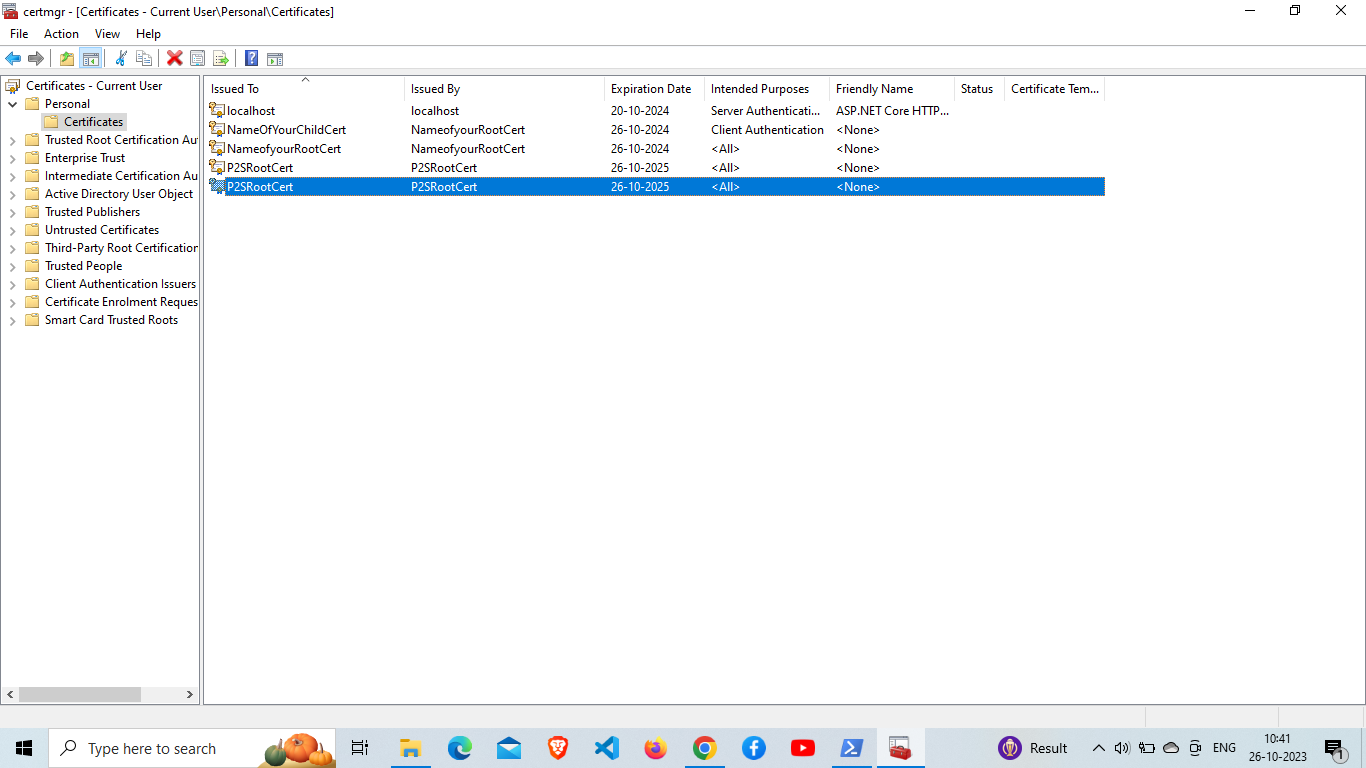 certmgr - [Certificates - Current User\Personal\Certificates]
File Action View Help
Certificates - Current User
Personal
Certificates
Trusted Root Certification Au
Enterprise Trust
Intermediate Certification Au
Active Directory User Object
Trusted Publishers
Untrusted Certificates
Third-Party Root Certification
Trusted People
Client Authentication Issuers
Certificate Enrolment Reques
Smart Card Trusted Roots
Issued To Issued By Expiration Date Intended Purposes Friendly Name Status Certificate Tem...
localhost localhost 20-10-2024 Server Authenticati... ASP.NET Core HTTP...
NameOfYourChildCert NameofyourRootCert 26-10-2024 Client Authentication <None>
NameofyourRootCert NameofyourRootCert 26-10-2024 <All> <None>
P2SRootCert P2SRootCert 26-10-2025 <All> <None>
P2SRootCert P2SRootCert 26-10-2025 <All> <None>
Type here to search
Result
ENG
10:41
26-10-2023
1